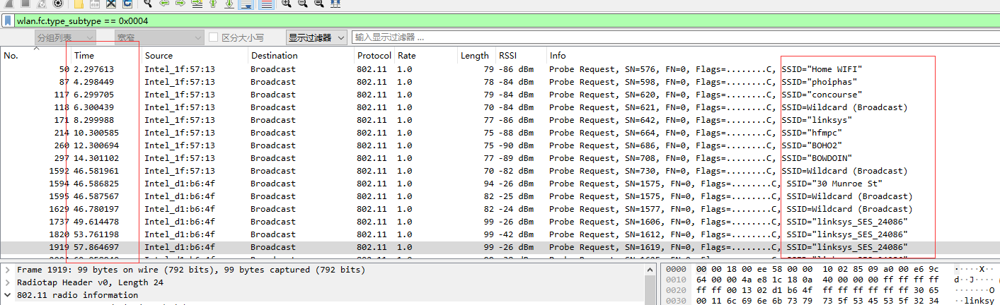 wlan.fc.type_subtype == 0x0004
分组列表 宽窄 区分大小写 显示过滤器 输入显示过滤器 ...
No. Time Source Destination Protocol Rate Length RSSI Info
50 2.297613 Intel_1f:57:13 Broadcast 802.11 1.0 79 -86 dBm Probe Request, SN=576, FN=0, Flags=........C, SSID="Home WIFI"
87 4.298449 Intel_1f:57:13 Broadcast 802.11 1.0 78 -84 dBm Probe Request, SN=598, FN=0, Flags=........C, SSID="phoiphas"
117 6.299705 Intel_1f:57:13 Broadcast 802.11 1.0 79 -84 dBm Probe Request, SN=620, FN=0, Flags=........C, SSID="concourse"
118 6.300439 Intel_1f:57:13 Broadcast 802.11 1.0 70 -84 dBm Probe Request, SN=621, FN=0, Flags=........C, SSID=Wildcard (Broadcast)
171 8.299988 Intel_1f:57:13 Broadcast 802.11 1.0 77 -86 dBm Probe Request, SN=642, FN=0, Flags=........C, SSID="linksys"
214 10.300585 Intel_1f:57:13 Broadcast 802.11 1.0 75 -88 dBm Probe Request, SN=664, FN=0, Flags=........C, SSID="hfmpc"
260 12.300694 Intel_1f:57:13 Broadcast 802.11 1.0 75 -90 dBm Probe Request, SN=686, FN=0, Flags=........C, SSID="BOHO2"
297 14.301102 Intel_1f:57:13 Broadcast 802.11 1.0 77 -89 dBm Probe Request, SN=708, FN=0, Flags=........C, SSID="BOWDOIN"
1592 46.581961 Intel_1f:57:13 Broadcast 802.11 1.0 70 -82 dBm Probe Request, SN=730, FN=0, Flags=........C, SSID=Wildcard (Broadcast)
1594 46.586825 Intel_d1:b6:4f Broadcast 802.11 1.0 94 -26 dBm Probe Request, SN=1575, FN=0, Flags=........C, SSID="30 Munroe St"
1595 46.587567 Intel_d1:b6:4f Broadcast 802.11 1.0 82 -25 dBm Probe Request, SN=1576, FN=0, Flags=........C, SSID=Wildcard (Broadcast)
1629 46.780197 Intel_d1:b6:4f Broadcast 802.11 1.0 82 -24 dBm Probe Request, SN=1577, FN=0, Flags=........C, SSID=Wildcard (Broadcast)
1737 49.614478 Intel_d1:b6:4f Broadcast 802.11 1.0 99 -26 dBm Probe Request, SN=1606, FN=0, Flags=........C, SSID="linksys_SES_24086"
1820 53.761198 Intel_d1:b6:4f Broadcast 802.11 1.0 99 -42 dBm Probe Request, SN=1612, FN=0, Flags=........C, SSID="linksys_SES_24086"
1919 57.864697 Intel_d1:b6:4f Broadcast 802.11 1.0 99 -26 dBm Probe Request, SN=1619, FN=0, Flags=........C, SSID="linksys_SES_24086"
Frame 1919: 99 bytes on wire (792 bits), 99 bytes captured (792 bits)
Radiotap Header v0, Length 24
802.11 radio information
0000 00 00 18 00 ee 58 00 00 10 02 85 09 a0 00 e6 9c ·····X··
0010 64 00 00 4a e8 1c 18 0a 40 00 00 00 ff ff ff ff d··J····
0020 ff ff 00 13 02 d1 b6 4f ff ff ff ff ff ff 30 65 ·······O
0030 00 11 6c 69 6e 6b 73 79 73 5f 53 45 53 5f 32 34 ··linksy